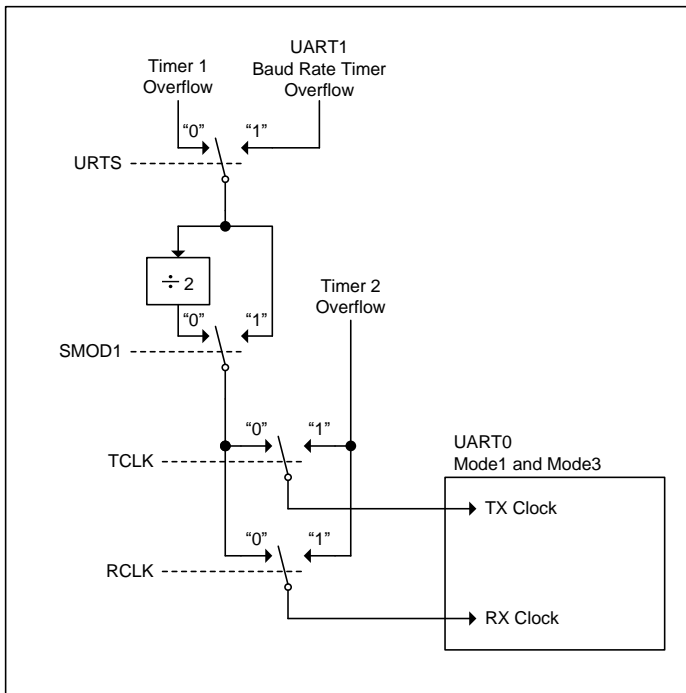 UART1
Timer 1
Baud Rate Timer
Overflow
Overflow
“0”
“1”
URTS
÷ 2
Timer 2
Overflow
“0”
“1”
SMOD1
“0”
“1”
UART0
Mode1 and Mode3
TCLK
TX Clock
“0”
“1”
RCLK
RX Clock